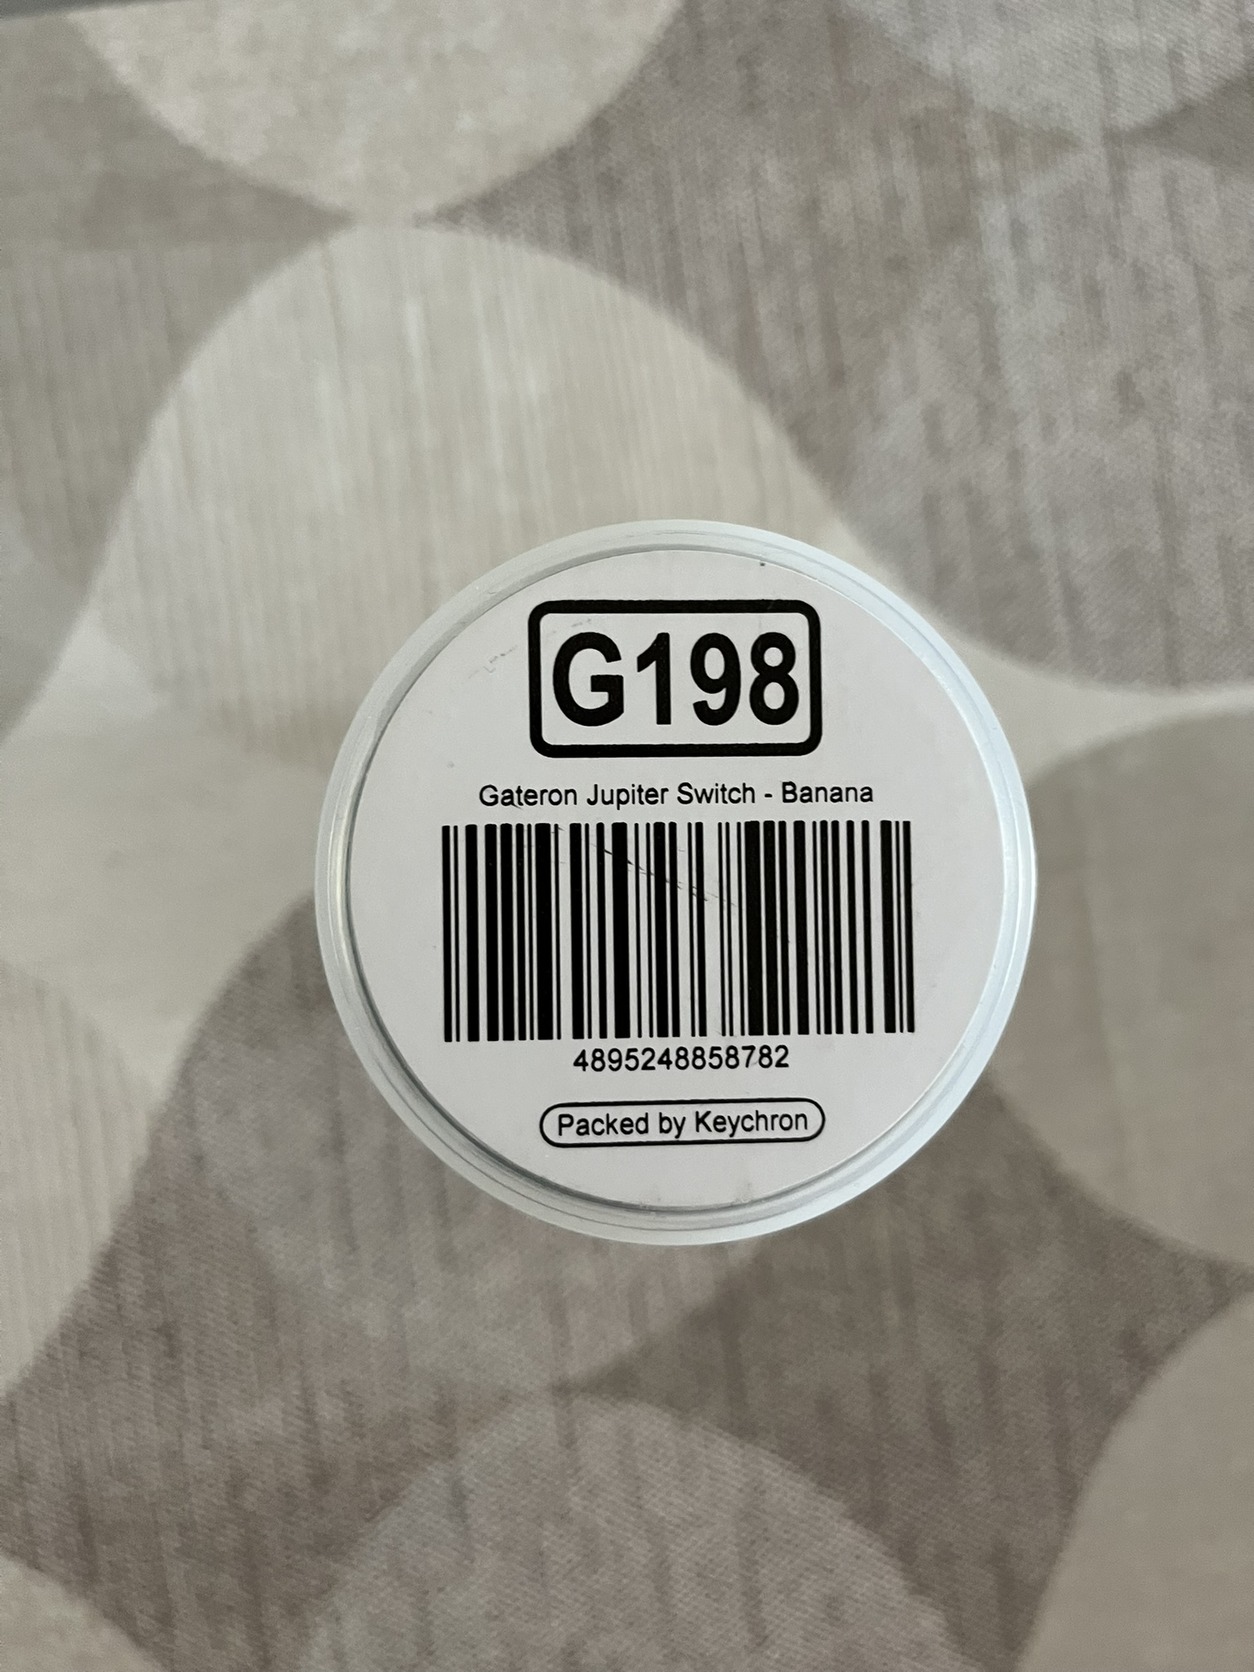 G198
Gateron Jupiter Switch - Banana
4895248858782
Packed by Keychron